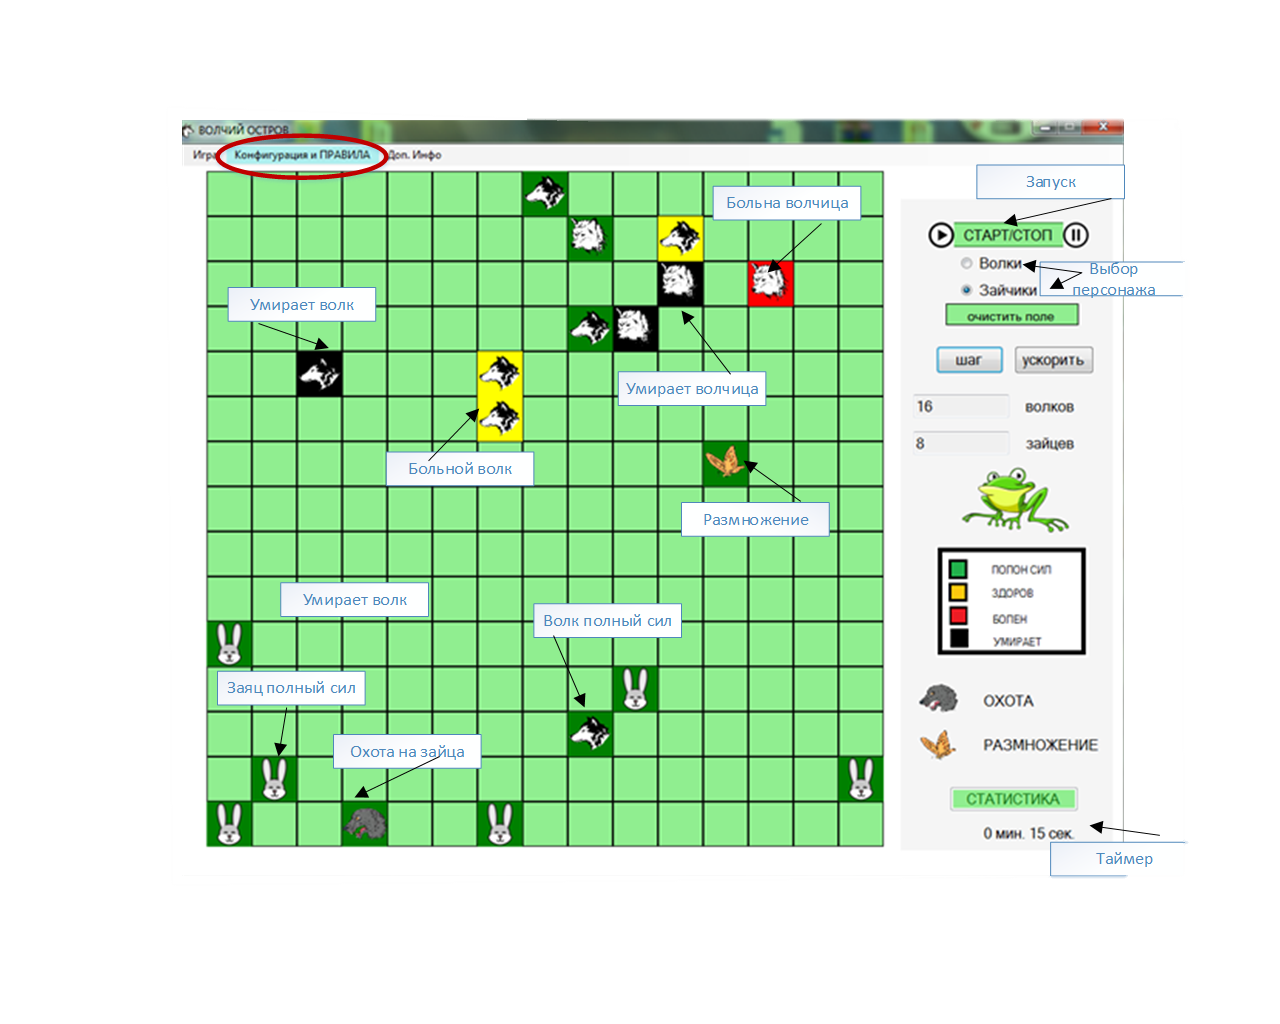 ВОЛЧИЙ ОСТРОВ
Игра Конфигурация и ПРАВИЛА Доп. Инфо
Запуск
Больна волчица
СТАРТ/СТОП
Волки
Выбор
персонажа
Зайчики
Умирает волк
очистить поле
шаг ускорить
Умирает волчица
16 волков
8 зайцев
Больной волк
Размножение
ПОЛОН СИЛ
ЗДОРОВ
БОЛЕН
УМИРАЕТ
Умирает волк
Волк полный сил
Заяц полный сил
ОХОТА
Охота на зайца
РАЗМНОЖЕНИЕ
СТАТИСТИКА
0 мин. 15 сек.
Таймер